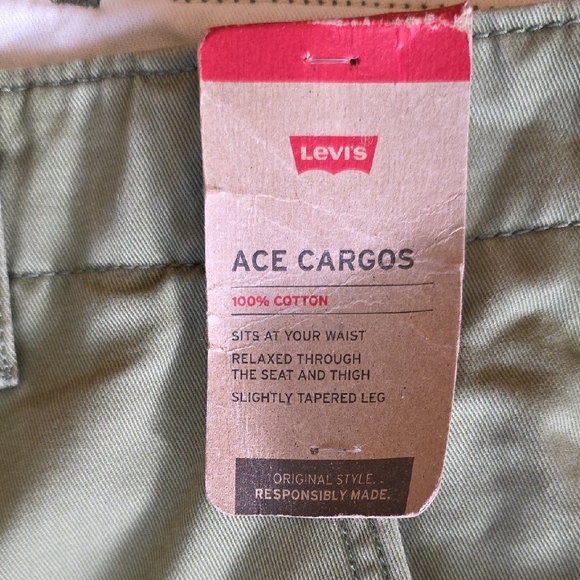 Levi's
ACE CARGOS
100% COTTON
SITS AT YOUR WAIST
RELAXED THROUGH
THE SEAT AND THIGH
SLIGHTLY TAPERED LEG
ORIGINAL STYLE.
RESPONSIBLY MADE.